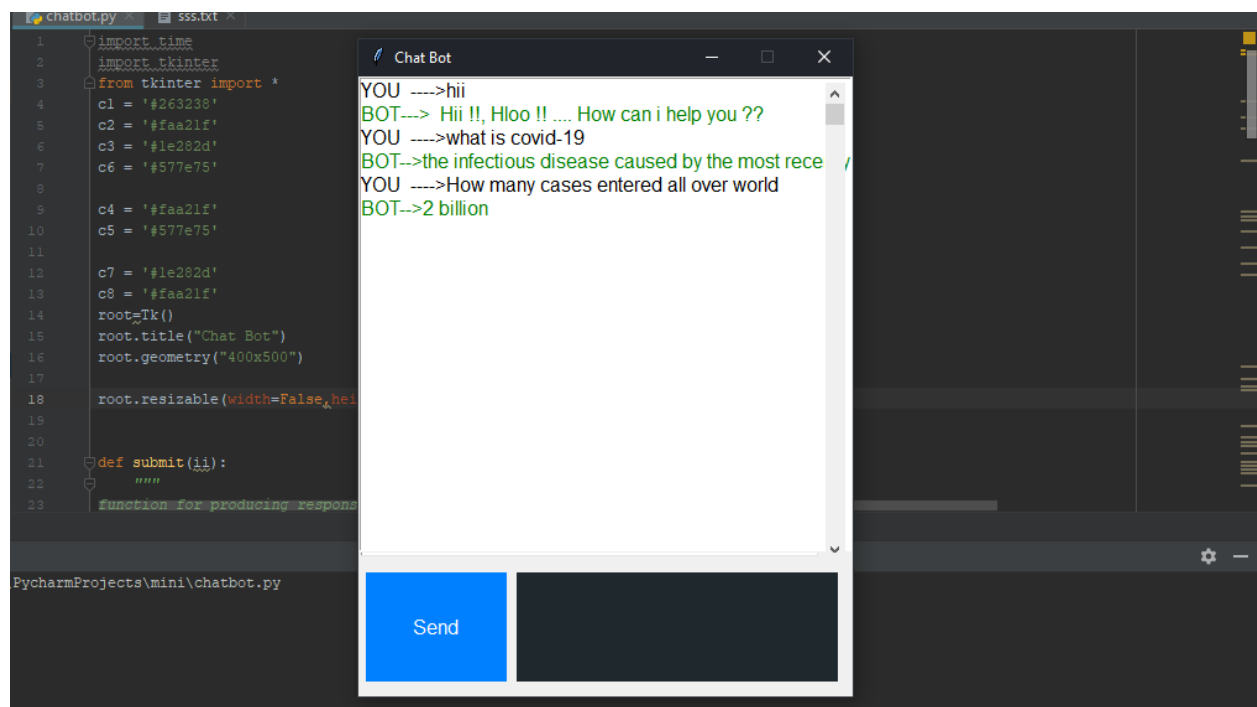 chatbot.py
sss.txt
1 import time
2 import tkinter
3 from tkinter import *
4 c1 = '#263238'
5 c2 = '#faa21f'
6 c3 = '#1e282d'
7 c6 = '#577e75'
8
9 c4 = '#faa21f'
10 c5 = '#577e75'
11
12 c7 = '#1e282d'
13 c8 = '#faa21f'
14 root=Tk()
15 root.title("Chat Bot")
16 root.geometry("400x500")
17
18 root.resizable(width=False,hei
19
20
21 def submit(ii):
22 """
23 function for producing respons
Chat Bot
YOU ---->hii
BOT---> Hii !!, Hloo !! .... How can i help you ??
YOU ---->what is covid-19
BOT-->the infectious disease caused by the most rece y
YOU ---->How many cases entered all over world
BOT-->2 billion
Send
PycharmProjects\mini\chatbot.py